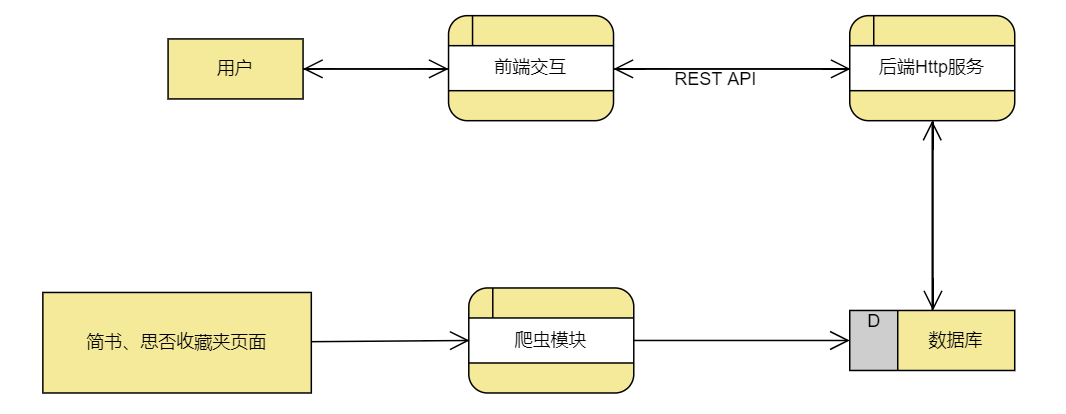 用户
前端交互
REST API
后端Http服务
简书、思否收藏夹页面
爬虫模块
D
数据库